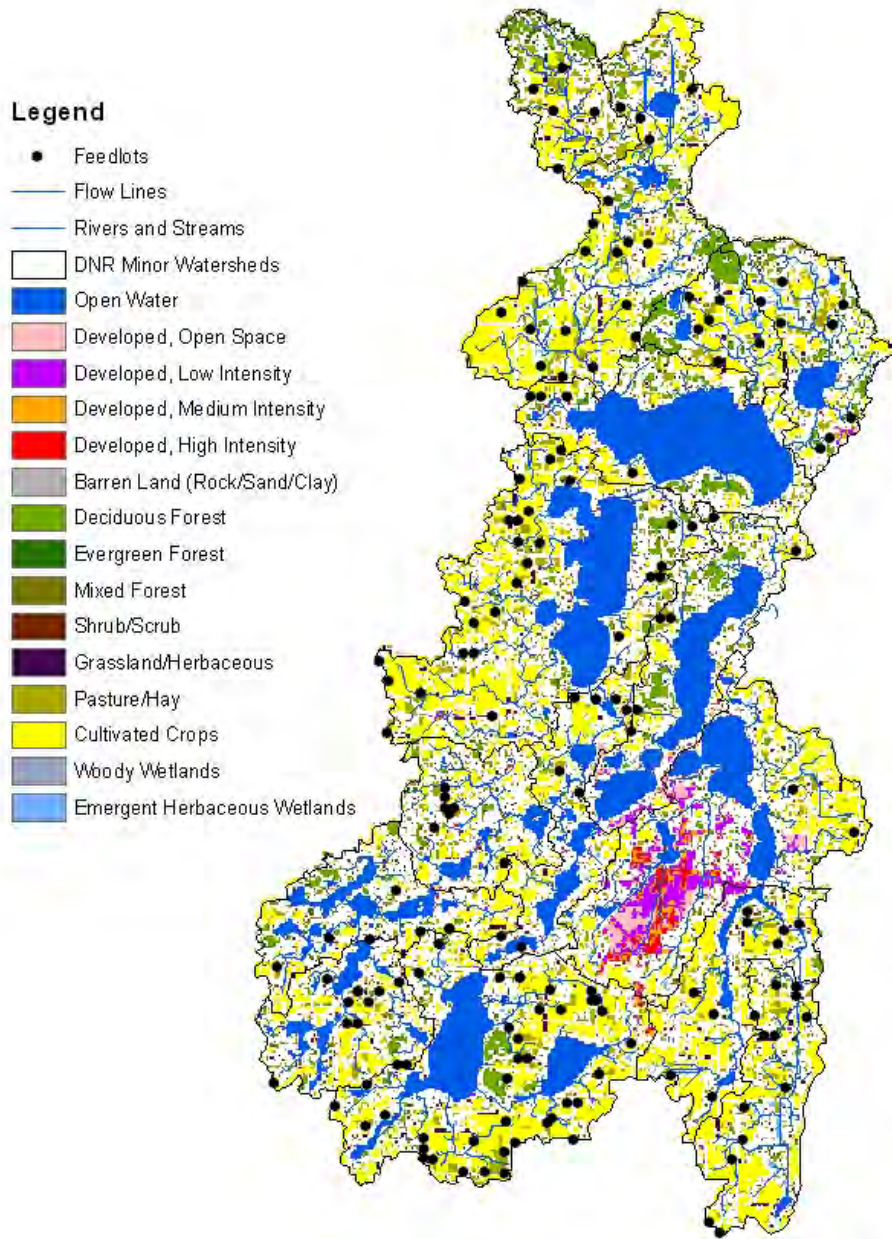 Legend
Feedlots
Flow Lines
Rivers and Streams
DNR Minor Watersheds
Open Water
Developed, Open Space
Developed, Low Intensity
Developed, Medium Intensity
Developed, High Intensity
Barren Land (Rock/Sand/Clay)
Deciduous Forest
Evergreen Forest
Mixed Forest
Shrub/Scrub
Grassland/Herbaceous
Pasture/Hay
Cultivated Crops
Woody Wetlands
Emergent Herbaceous Wetlands